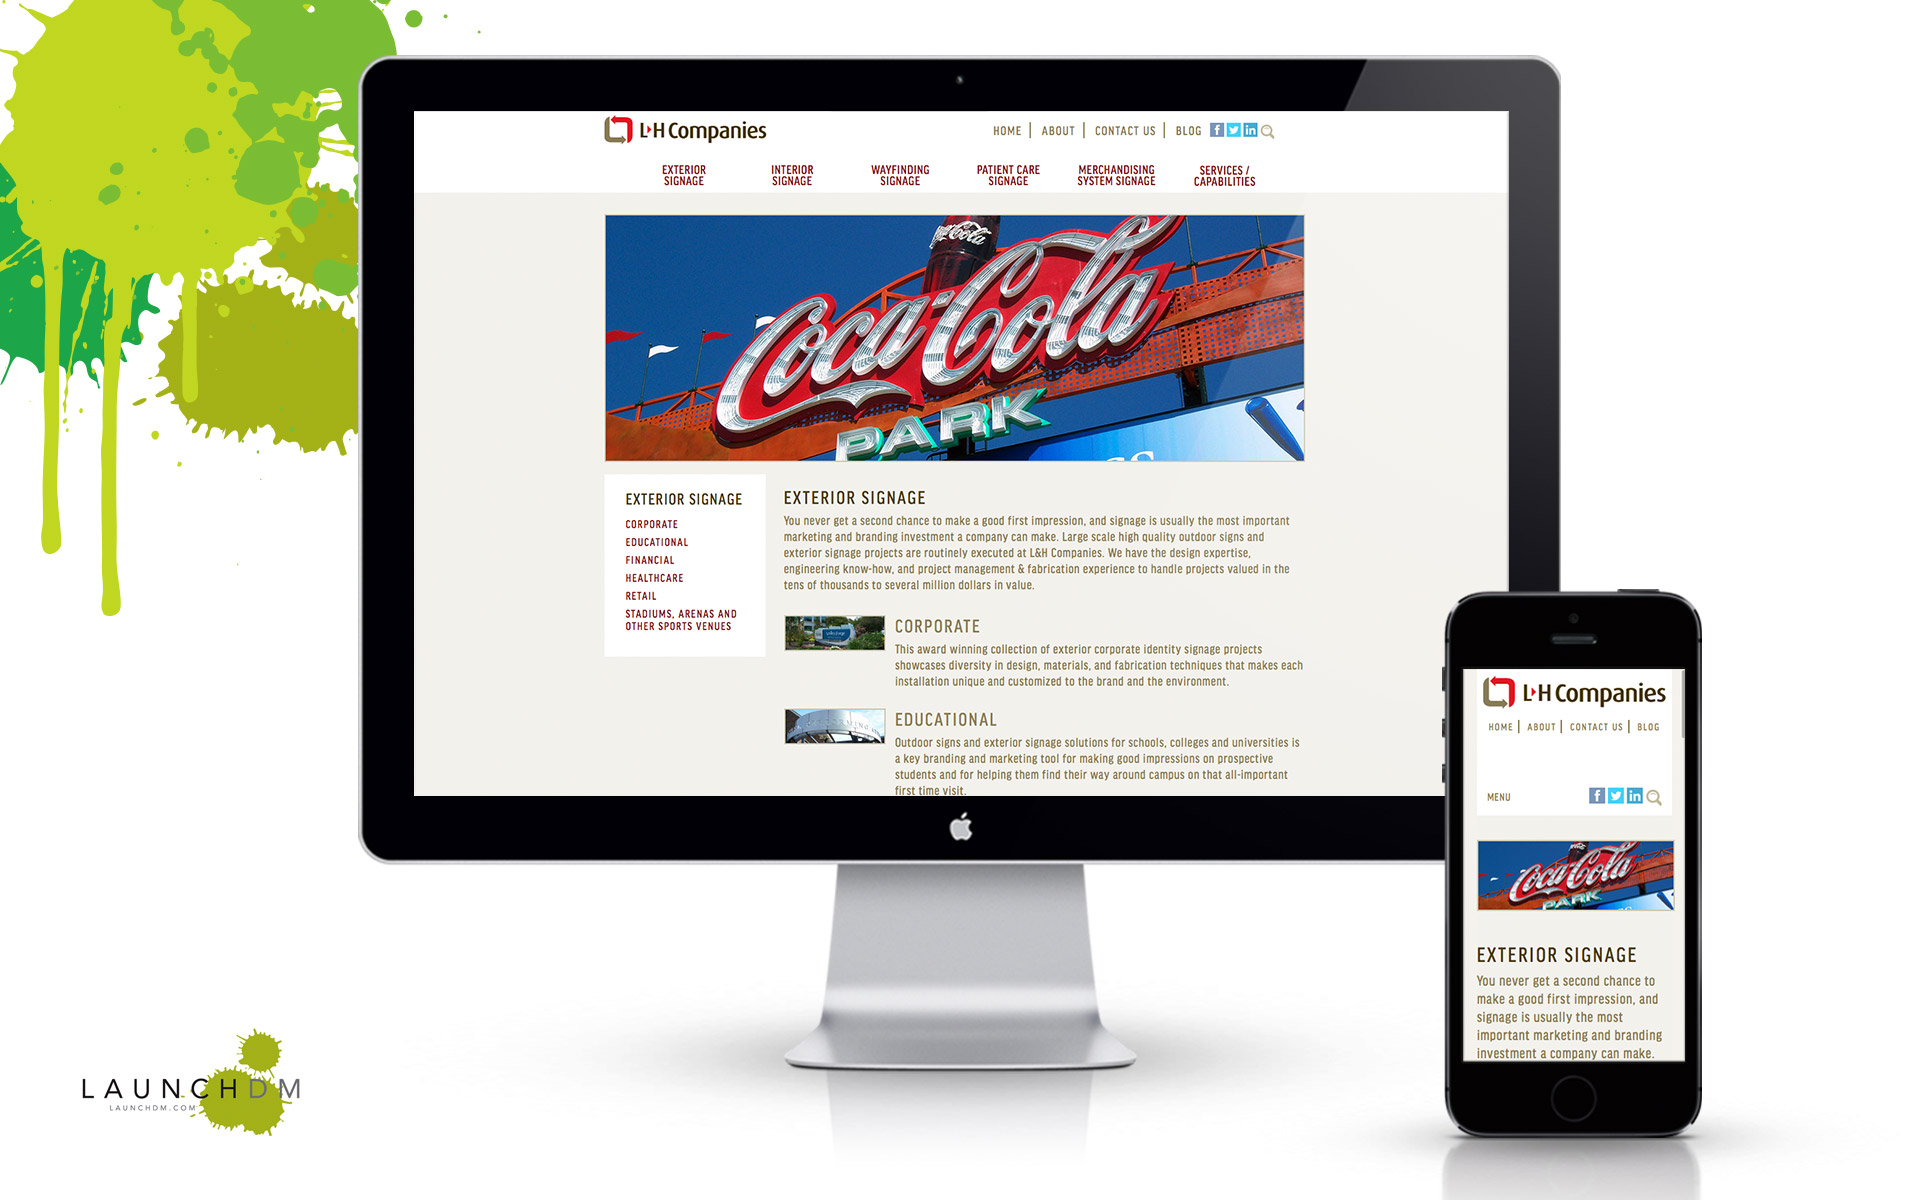 L&H Companies
HOME | ABOUT | CONTACT US | BLOG
EXTERIOR SIGNAGE
INTERIOR SIGNAGE
WAYFINDING SIGNAGE
PATIENT CARE SIGNAGE
MERCHANDISING SYSTEM SIGNAGE
SERVICES / CAPABILITIES
Coca-Cola
Coca-Cola
PARK
EXTERIOR SIGNAGE
CORPORATE
EDUCATIONAL
FINANCIAL
HEALTHCARE
RETAIL
STADIUMS, ARENAS AND
OTHER SPORTS VENUES
EXTERIOR SIGNAGE
You never get a second chance to make a good first impression, and signage is usually the most important
marketing and branding investment a company can make. Large scale high quality outdoor signs and
exterior signage projects are routinely executed at L&H Companies. We have the design expertise,
engineering know-how, and project management & fabrication experience to handle projects valued in the
tens of thousands to several million dollars in value.
CORPORATE
This award winning collection of exterior corporate identity signage projects
showcases diversity in design, materials, and fabrication techniques that makes each
installation unique and customized to the brand and the environment.
EDUCATIONAL
Outdoor signs and exterior signage solutions for schools, colleges and universities is
a key branding and marketing tool for making good impressions on prospective
students and for helping them find their way around campus on that all-important
first time visit.
L H Companies
HOME | ABOUT | CONTACT US | BLOG
MENU
Coca-Cola
PARK
EXTERIOR SIGNAGE
You never get a second chance to
make a good first impression, and
signage is usually the most
important marketing and branding
investment a company can make.
LAUNCHDM
LAUNCHDM.COM